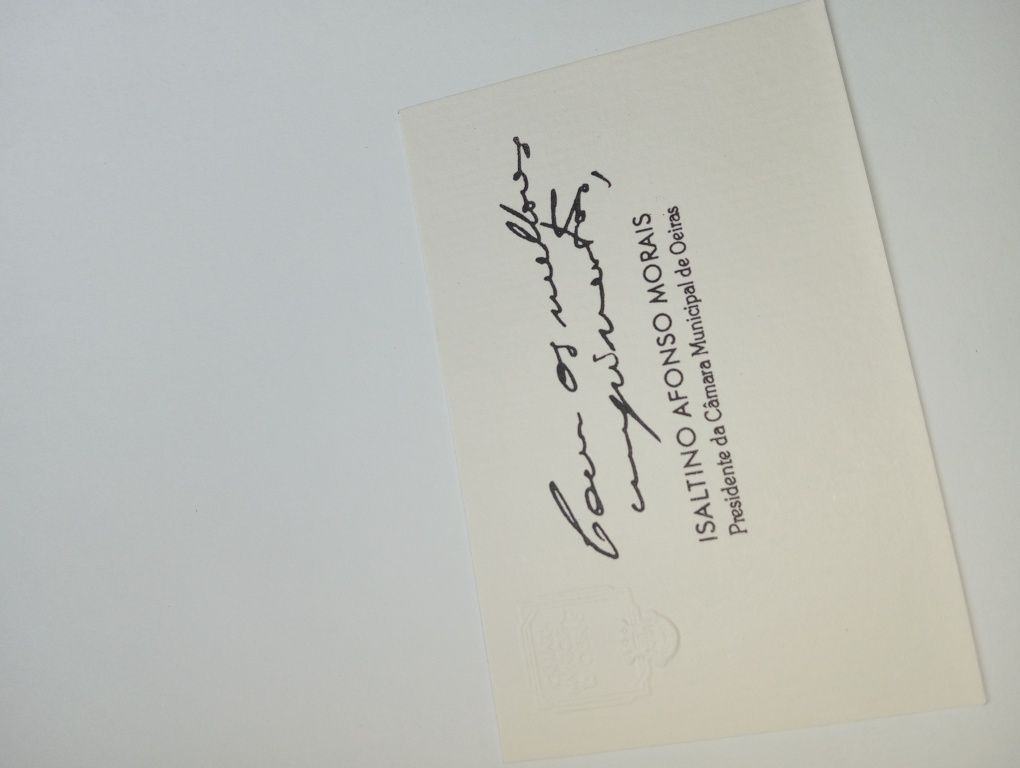 Com os melhores
cumprimentos,
ISALTINO AFONSO MORAIS
Presidente da Câmara Municipal de Oeiras